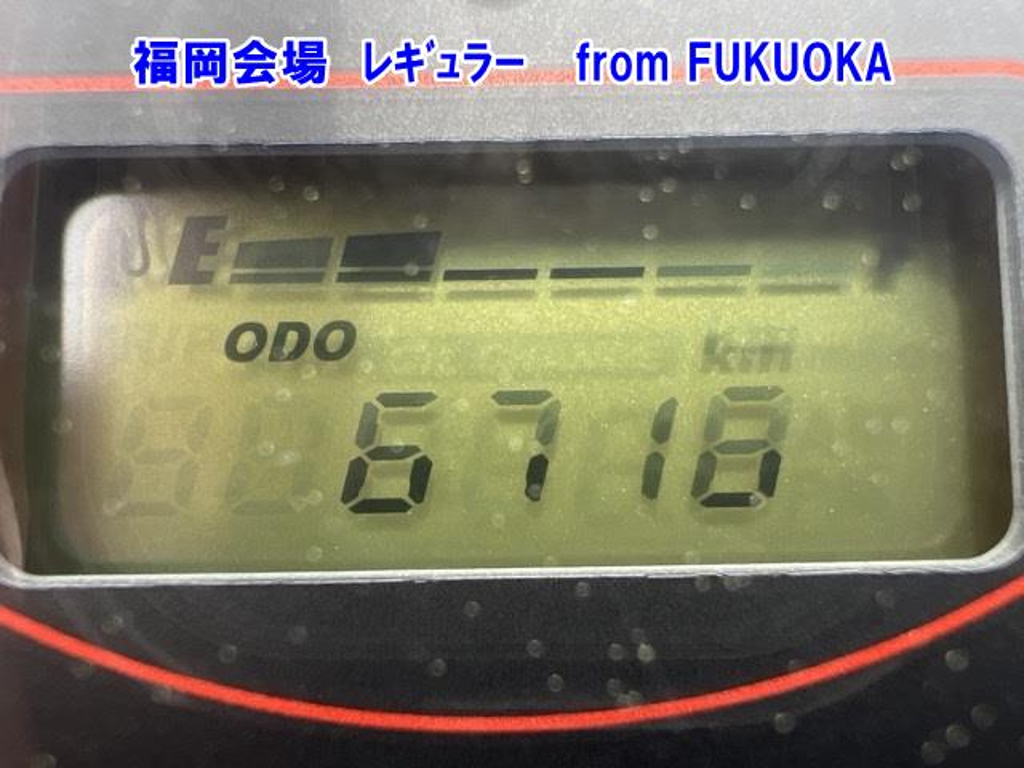 福岡会場 ﾚｷﾞｭﾗｰ from FUKUOKA
E F
ODO km
6718